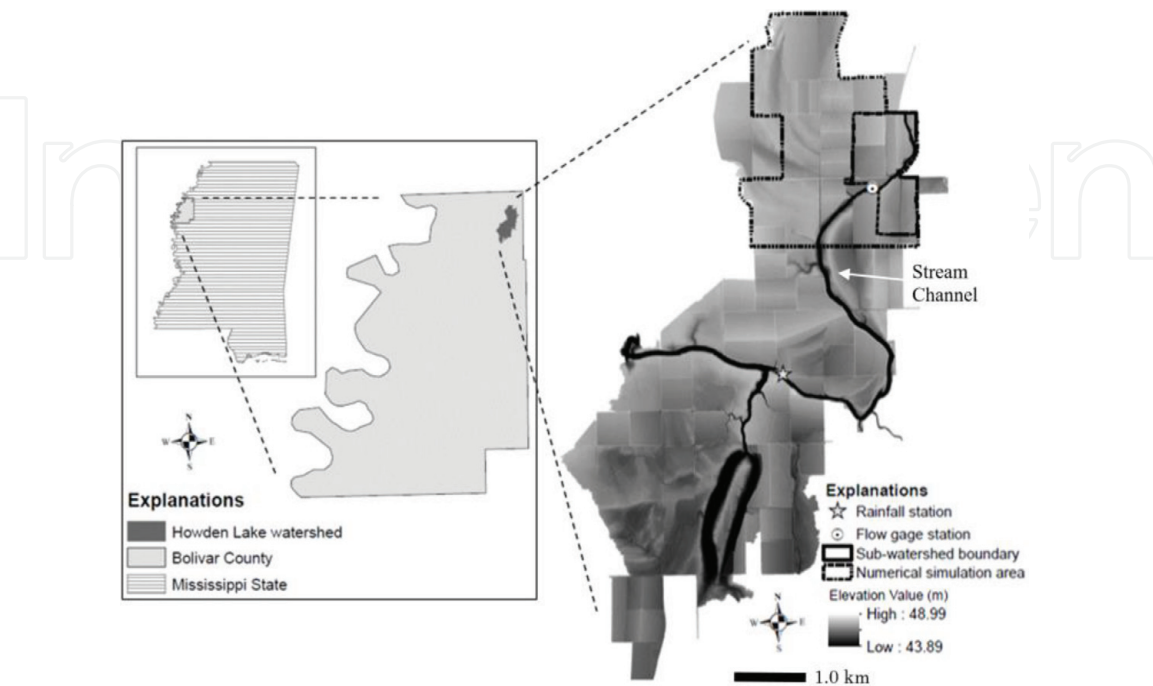 N
W E
S
Explanations
Howden Lake watershed
Bolivar County
Mississippi State
Stream
Channel
Explanations
Rainfall station
Flow gage station
Sub-watershed boundary
Numerical simulation area
Elevation Value (m)
High : 48.99
Low : 43.89
N
W E
S
1.0 km